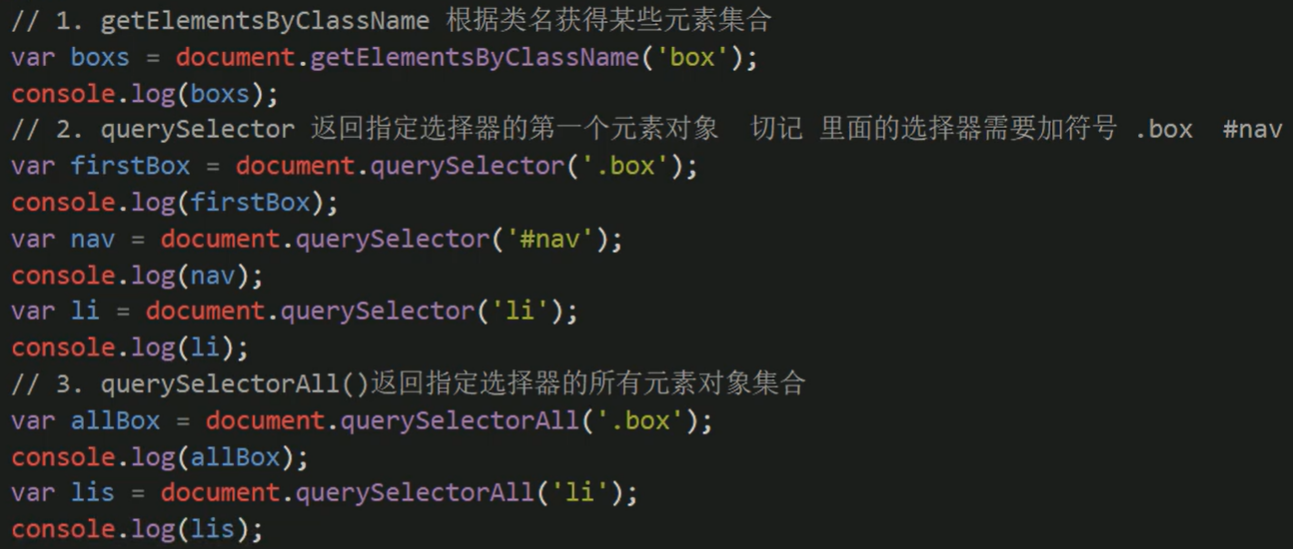 // 1. getElementsByClassName 根据类名获得某些元素集合
var boxs = document.getElementsByClassName('box');
console.log(boxs);
// 2. querySelector 返回指定选择器的第一个元素对象  切记 里面的选择器需要加符号 .box  #nav
var firstBox = document.querySelector('.box');
console.log(firstBox);
var nav = document.querySelector('#nav');
console.log(nav);
var li = document.querySelector('li');
console.log(li);
// 3. querySelectorAll()返回指定选择器的所有元素对象集合
var allBox = document.querySelectorAll('.box');
console.log(allBox);
var lis = document.querySelectorAll('li');
console.log(lis);